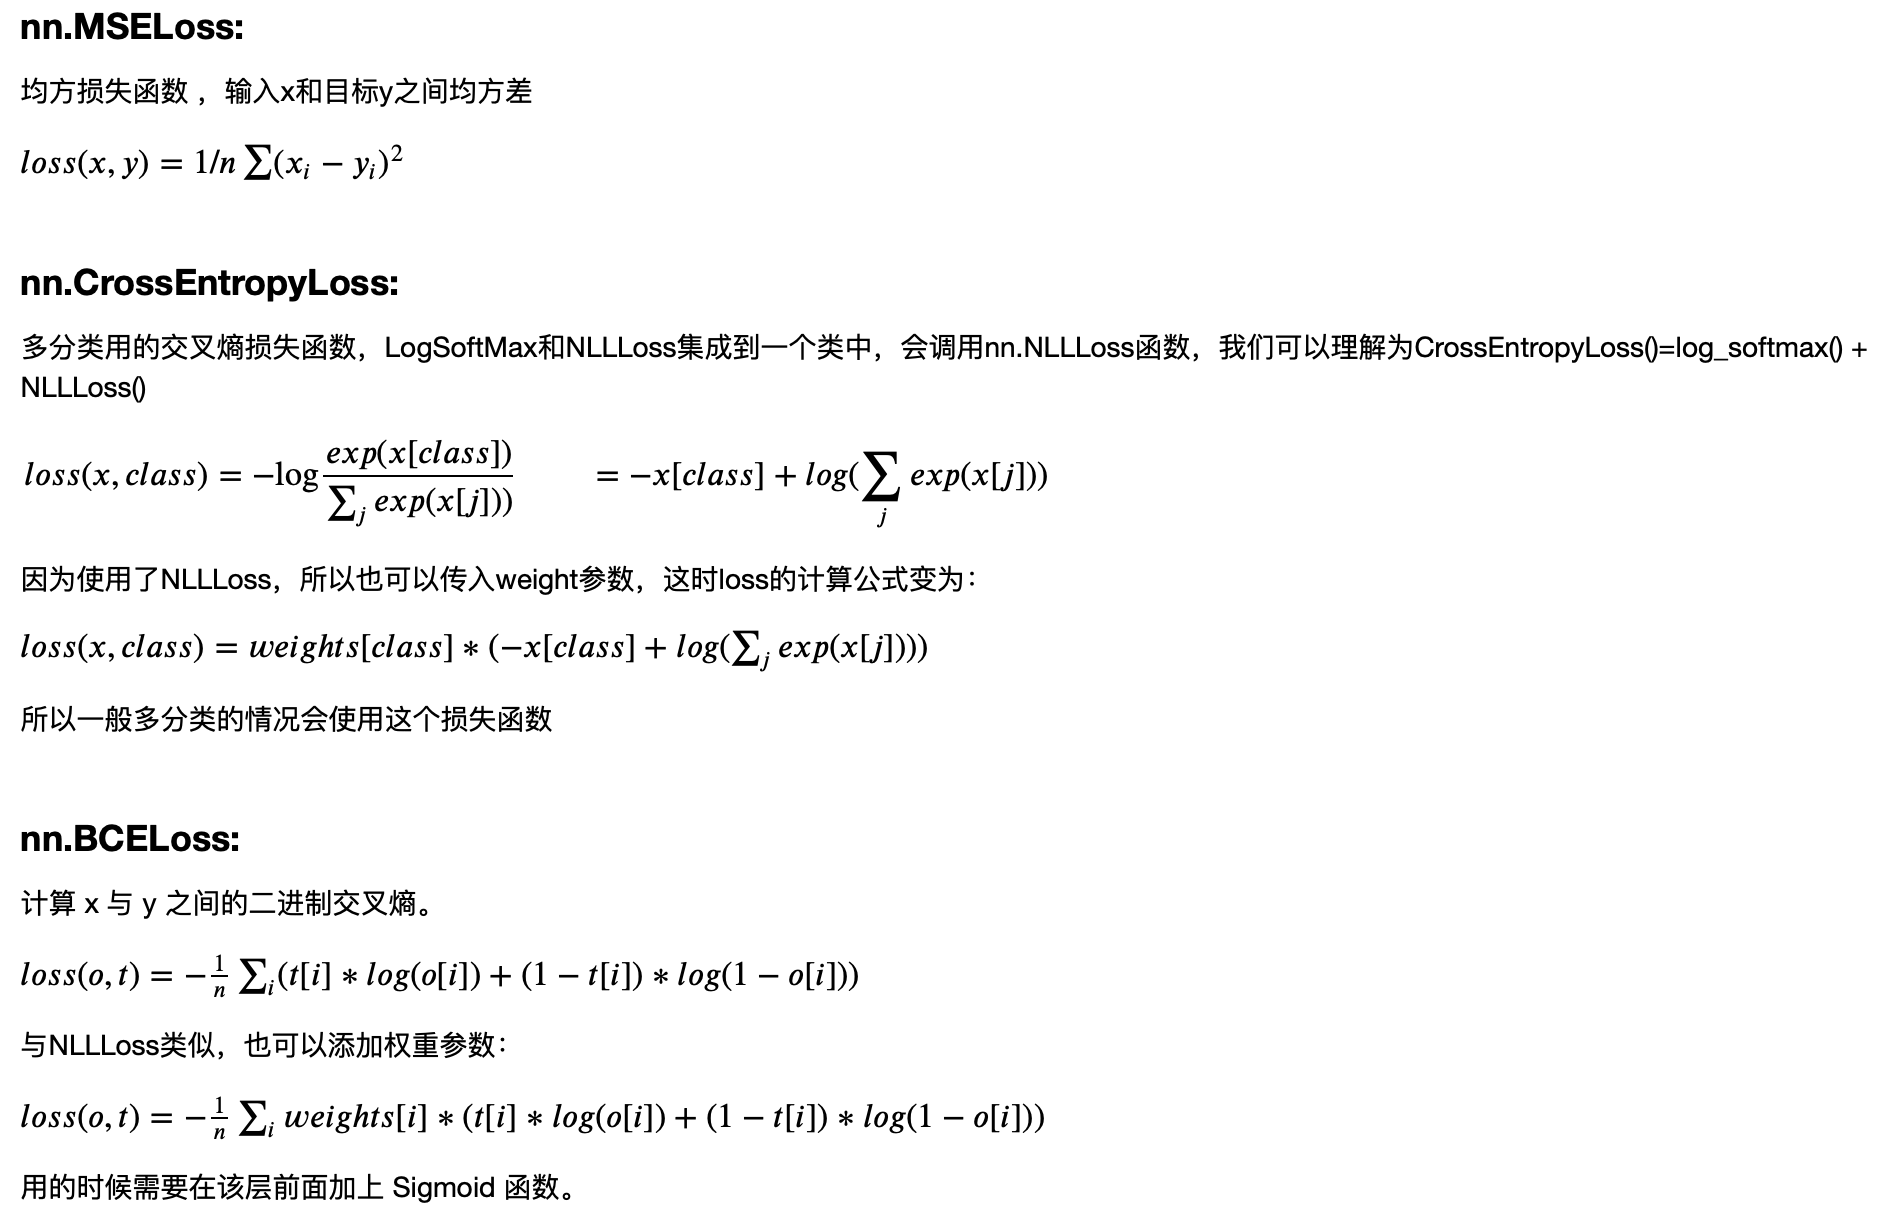 nn.MSELoss:
均方损失函数 ，输入x和目标y之间均方差
loss(x, y) = 1/n ∑(x_i − y_i)^2
nn.CrossEntropyLoss:
多分类用的交叉熵损失函数，LogSoftMax和NLLLoss集成到一个类中，会调用nn.NLLLoss函数，我们可以理解为CrossEntropyLoss()=log_softmax() +
NLLLoss()
loss(x, class) = −log \frac{exp(x[class])}{∑_j exp(x[j]))} = −x[class] + log(∑_j exp(x[j]))
因为使用了NLLLoss，所以也可以传入weight参数，这时loss的计算公式变为：
loss(x, class) = weights[class] ∗ (−x[class] + log(∑_j exp(x[j])))
所以一般多分类的情况会使用这个损失函数
nn.BCELoss:
计算 x 与 y 之间的二进制交叉熵。
loss(o, t) = −\frac{1}{n} ∑_i(t[i] ∗ log(o[i]) + (1 − t[i]) ∗ log(1 − o[i]))
与NLLLoss类似，也可以添加权重参数：
loss(o, t) = −\frac{1}{n} ∑_i weights[i] ∗ (t[i] ∗ log(o[i]) + (1 − t[i]) ∗ log(1 − o[i]))
用的时候需要在该层前面加上 Sigmoid 函数。